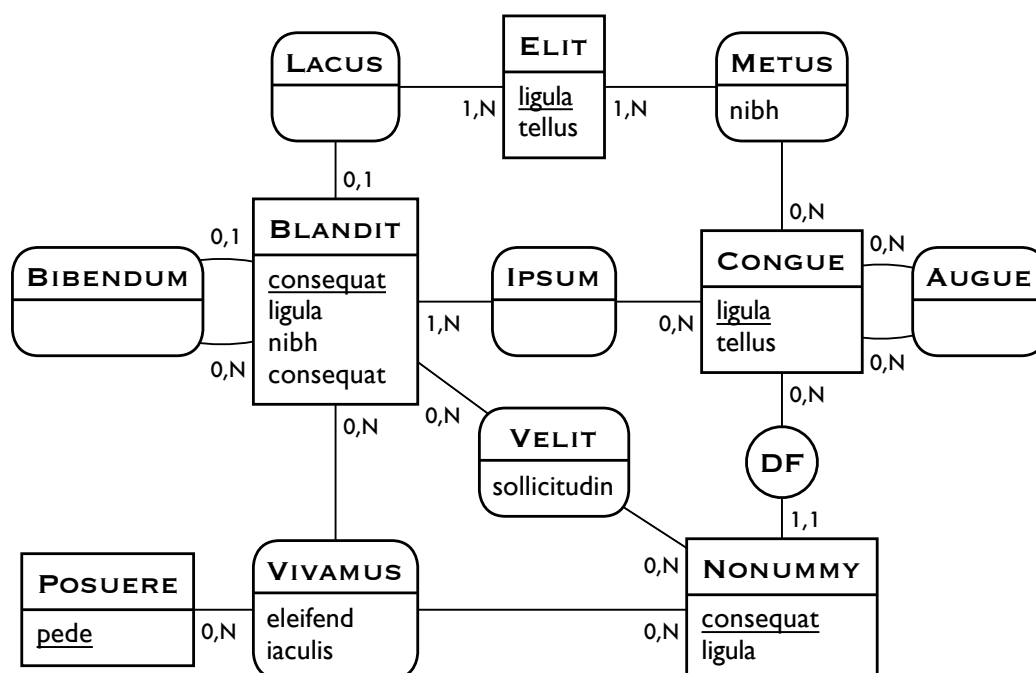 LACUS
ELIT
ligula
tellus
METUS
nibh
1,N
1,N
0,1
0,N
BIBENDUM
0,1
0,N
BLANDIT
consequat
ligula
nibh
consequat
1,N
IPSUM
0,N
CONGUE
ligula
tellus
0,N
0,N
AUGUE
0,N
0,N
VELIT
sollicitudin
0,N
DF
1,1
0,N
POSUERE
pede
0,N
VIVAMUS
eleifend
iaculis
0,N
NONUMMY
consequat
ligula